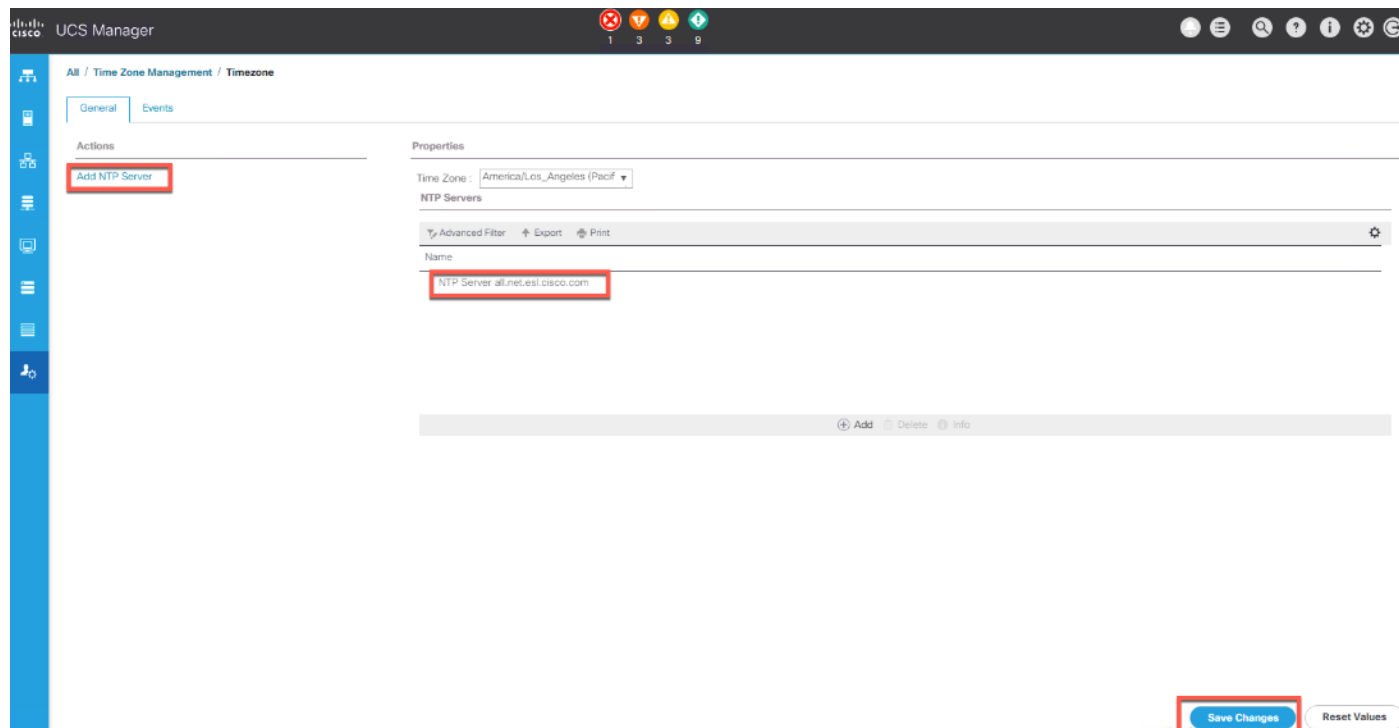 cisco UCS Manager
1 3 3 9
All / Time Zone Management / Timezone
General Events
Actions
Properties
Add NTP Server
Time Zone : America/Los_Angeles (Pacif
NTP Servers
Advanced Filter Export Print
Name
NTP Server all.net.esl.cisco.com
Add Delete Info
Save Changes Reset Values